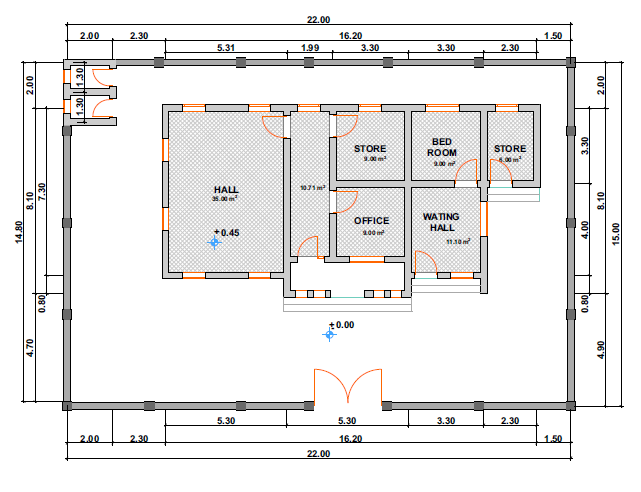 22.00
2.00 2.30 16.20 1.50
5.31 1.99 3.30 3.30 2.30
2.00 1.30 2.00
1.30
STORE
9.00 m²
BED
ROOM
9.00 m²
STORE
6.00 m²
3.30
HALL
35.00 m²
10.71 m²
7.30
8.10 8.10
OFFICE
9.00 m²
WATING
HALL
11.10 m²
+0.45
4.00
14.80 15.00
0.80 0.80
±0.00
4.70 4.90
5.30 5.30 3.30 2.30
2.00 2.30 16.20 1.50
22.00